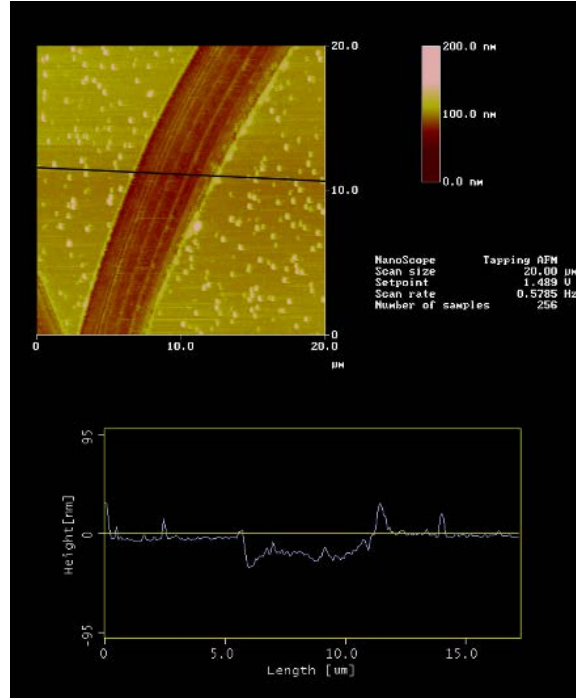 20.0
200.0 nm
100.0 nm
10.0
0.0 nm
NanoScope Tapping AFM
Scan size 20.00 µm
Setpoint 1.489 V
Scan rate 0.5785 Hz
Number of samples 256
0
0 10.0 20.0
µm
95
0
-95
Height[nm]
0 5.0 10.0 15.0
Length [um]